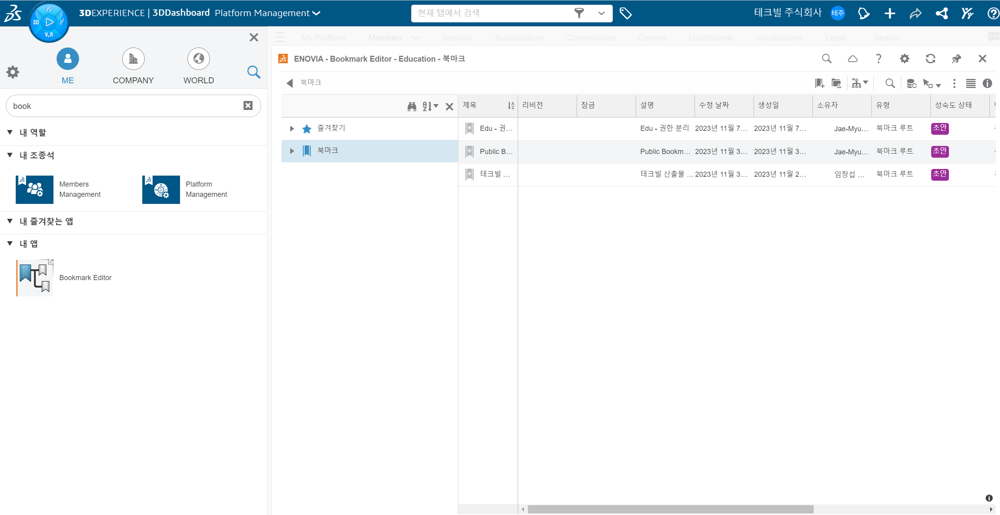 3DEXPERIENCE | 3DDashboard Platform Management
현재 탭에서 검색
테크빌 주식회사
테주
3D
V.R
ME
COMPANY
WORLD
book
내 역할
내 조종석
Members
Management
Platform
Management
내 즐겨찾는 앱
내 앱
Bookmark Editor
My Platform Members Security Subscriptions Communities Content Dashboards Vocabularies Legal Search
ENOVIA - Bookmark Editor - Education - 북마크
북마크
즐겨찾기
북마크
제목 리비전 잠금 설명 수정 날짜 생성일 소유자 유형 성숙도 상태
Edu - 권... Edu - 권한 분리 2023년 11월 7... 2023년 11월 7... Jae-Myu... 북마크 루트 초안
Public B... Public Bookm... 2023년 11월 3... 2023년 11월 3... Jae-Myu... 북마크 루트 초안
테크빌 ... 테크빌 산출물 ... 2023년 11월 3... 2023년 11월 2... 임창섭 ... 북마크 루트 초안